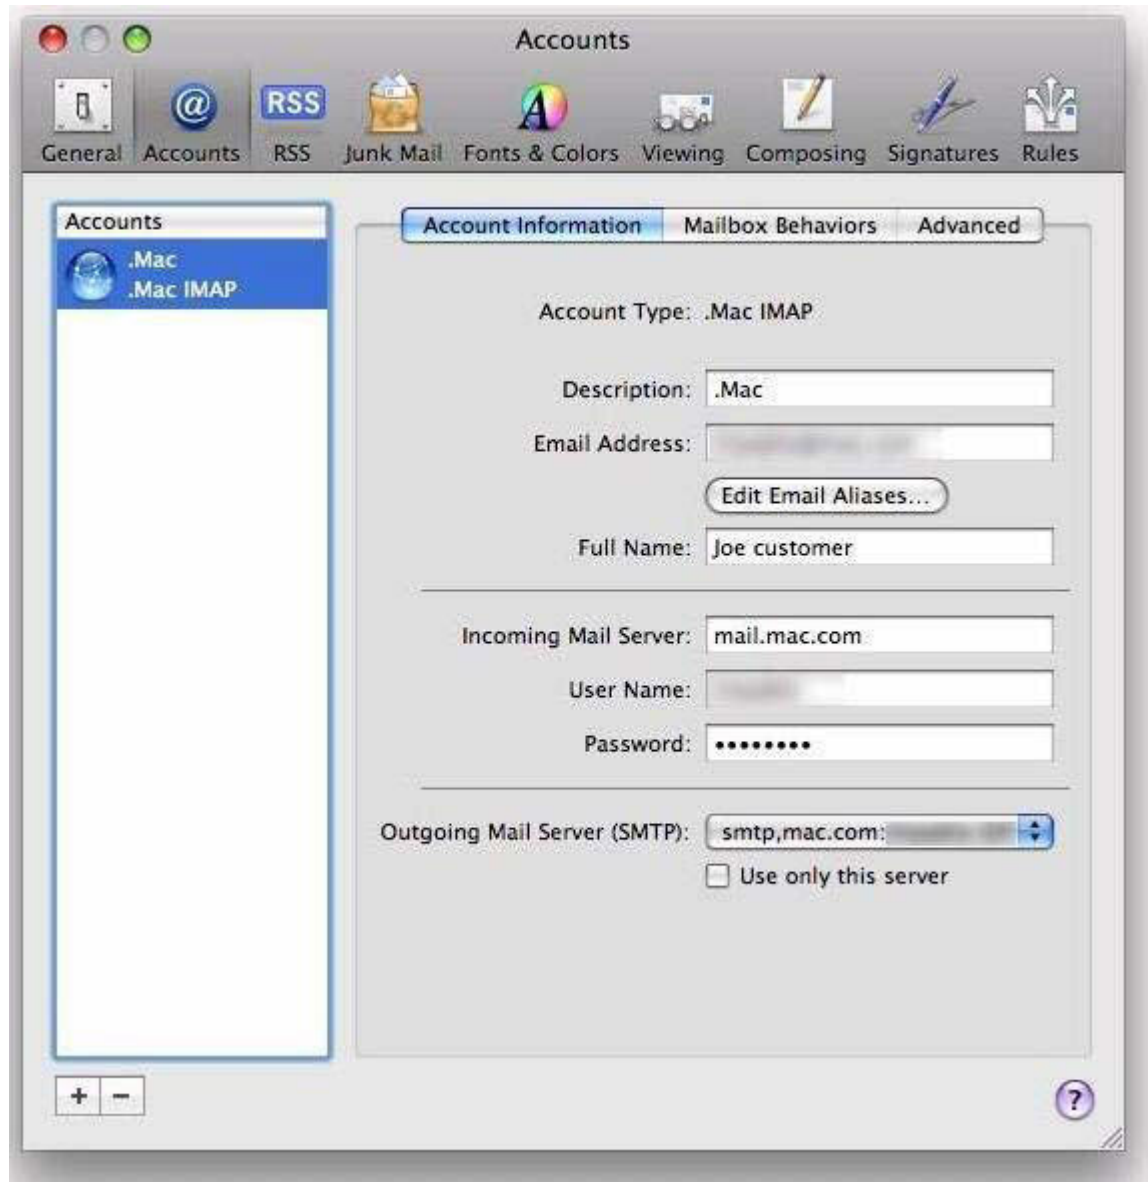 Accounts
RSS
General Accounts RSS Junk Mail Fonts & Colors Viewing Composing Signatures Rules
Accounts
.Mac
.Mac IMAP
Account Information Mailbox Behaviors Advanced
Account Type: .Mac IMAP
Description: .Mac
Email Address:
Edit Email Aliases...
Full Name: Joe customer
Incoming Mail Server: mail.mac.com
User Name:
Password: ••••••••
Outgoing Mail Server (SMTP): smtp,mac.com:
Use only this server
+ −
?